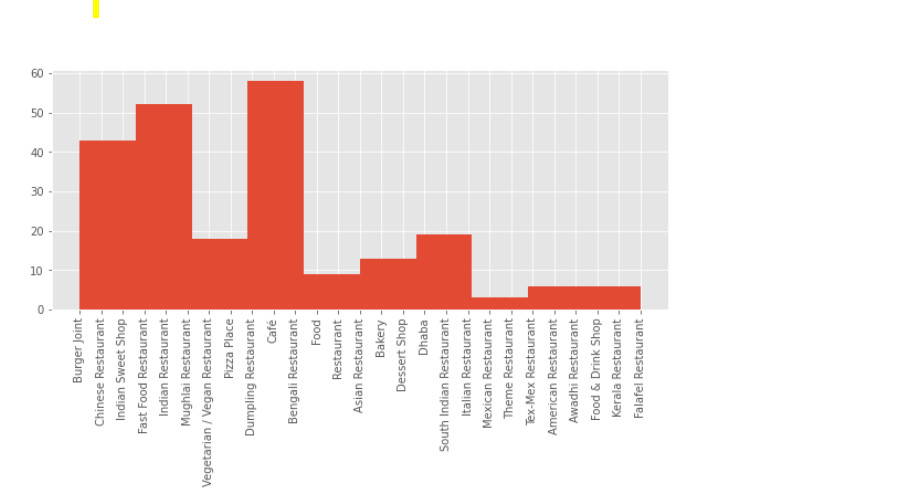 60
50
40
30
20
10
0
Burger Joint
Chinese Restaurant
Indian Sweet Shop
Fast Food Restaurant
Indian Restaurant
Mughlai Restaurant
Vegetarian / Vegan Restaurant
Pizza Place
Dumpling Restaurant
Café
Bengali Restaurant
Food
Restaurant
Asian Restaurant
Bakery
Dessert Shop
Dhaba
South Indian Restaurant
Italian Restaurant
Mexican Restaurant
Theme Restaurant
Tex-Mex Restaurant
American Restaurant
Awadhi Restaurant
Food & Drink Shop
Kerala Restaurant
Falafel Restaurant